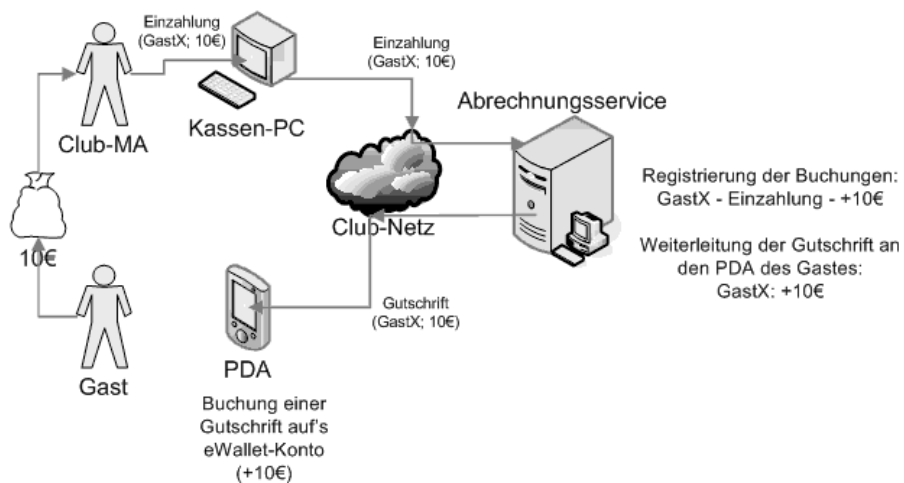 Einzahlung
(GastX; 10€)
Club-MA
Kassen-PC
Einzahlung
(GastX; 10€)
Abrechnungsservice
Club-Netz
Registrierung der Buchungen:
GastX - Einzahlung - +10€
Weiterleitung der Gutschrift an
den PDA des Gastes:
GastX: +10€
10€
Gast
Gutschrift
(GastX; 10€)
PDA
Buchung einer
Gutschrift auf's
eWallet-Konto
(+10€)